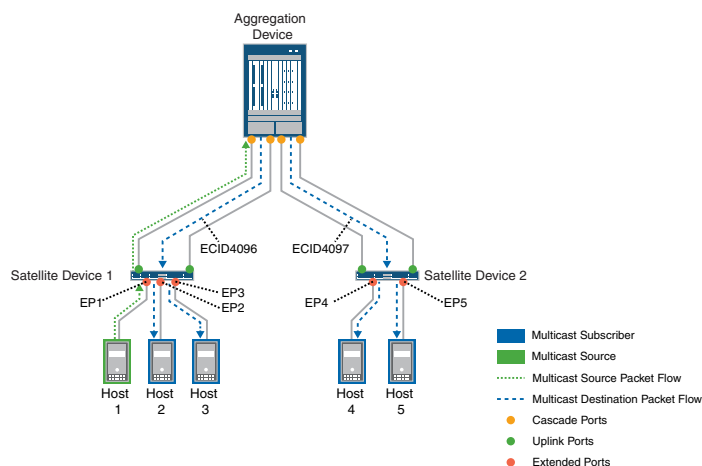 Aggregation
Device
ECID4096
ECID4097
Satellite Device 1
Satellite Device 2
EP1
EP3
EP2
EP4
EP5
Host
1
Host
2
Host
3
Host
4
Host
5
Multicast Subscriber
Multicast Source
Multicast Source Packet Flow
Multicast Destination Packet Flow
Cascade Ports
Uplink Ports
Extended Ports